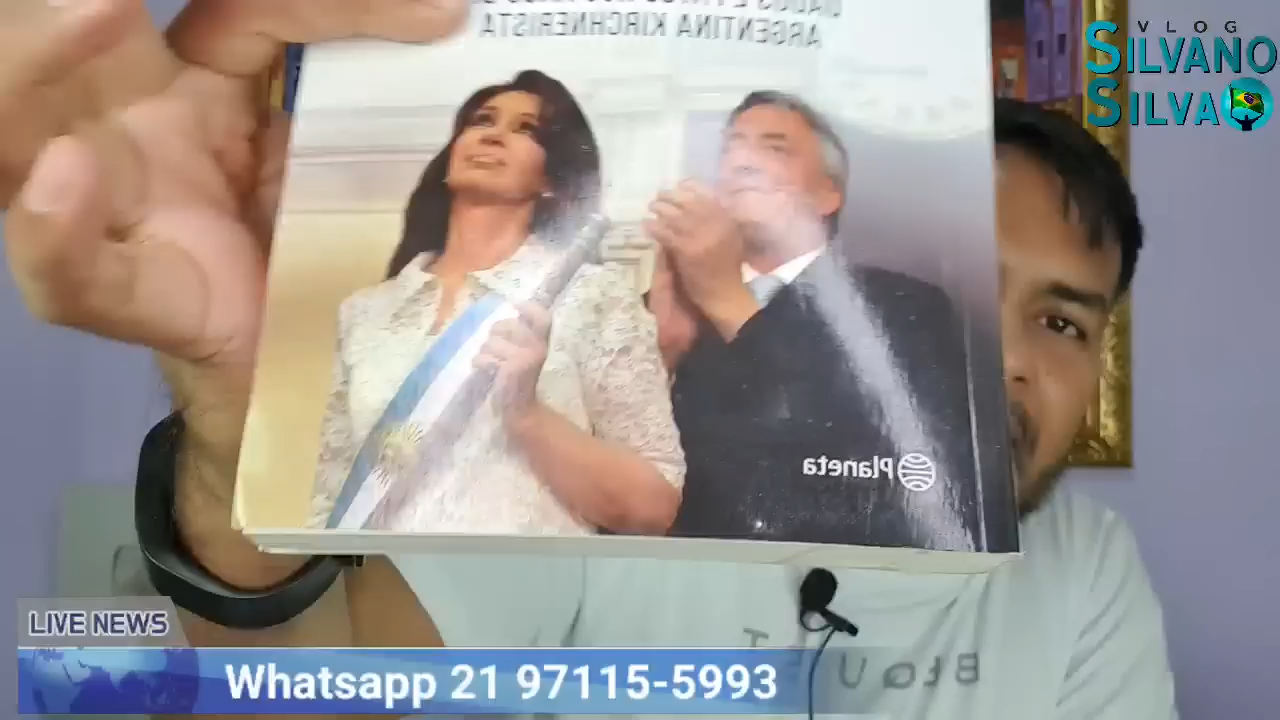 VLOG
SILVANO
SILVA
ARGENTINA KIRCHNERISTA
Planeta
LIVE NEWS
Whatsapp 21 97115-5993